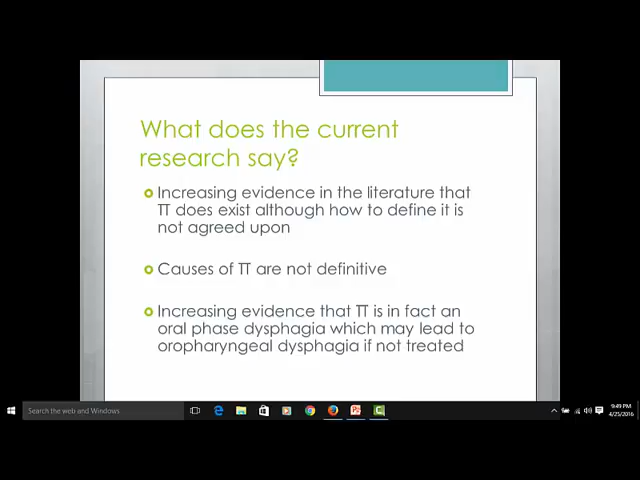 What does the current
research say?
Increasing evidence in the literature that
TT does exist although how to define it is
not agreed upon
Causes of TT are not definitive
Increasing evidence that TT is in fact an
oral phase dysphagia which may lead to
oropharyngeal dysphagia if not treated
Search the web and Windows
9:49 PM
4/25/2016